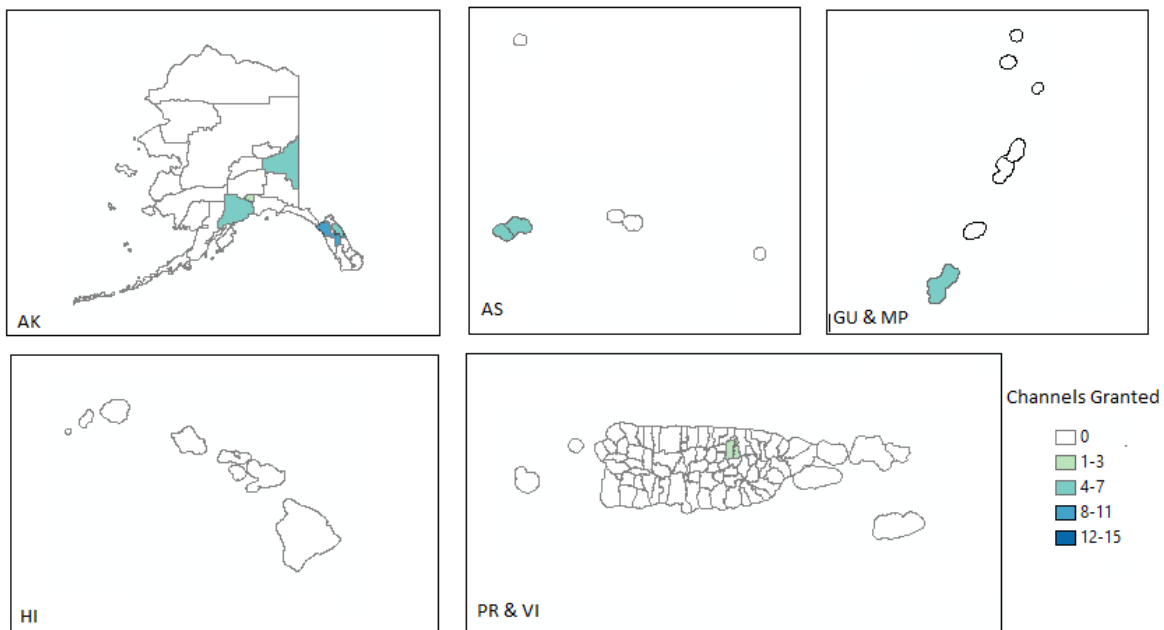 AK
AS
GU & MP
HI
PR & VI
Channels Granted
0
1-3
4-7
8-11
12-15